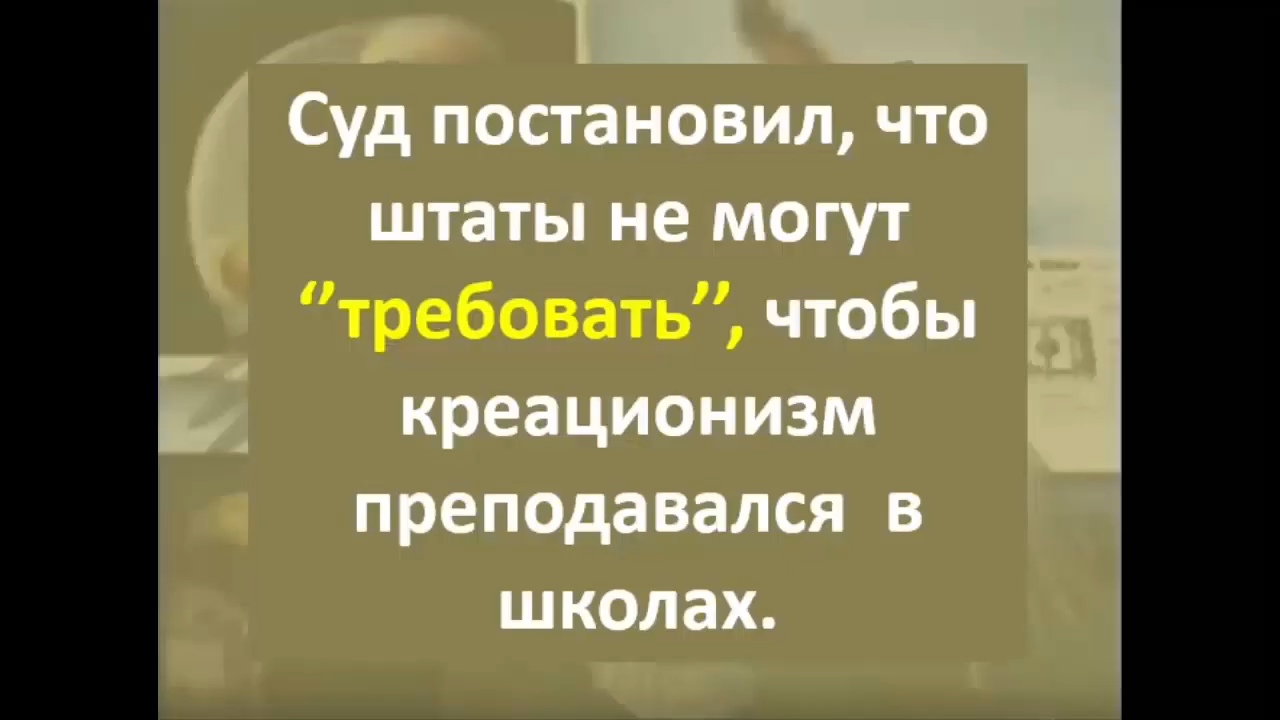 Суд постановил, что
штаты не могут
‘’требовать’’, чтобы
креационизм
преподавался в
школах.